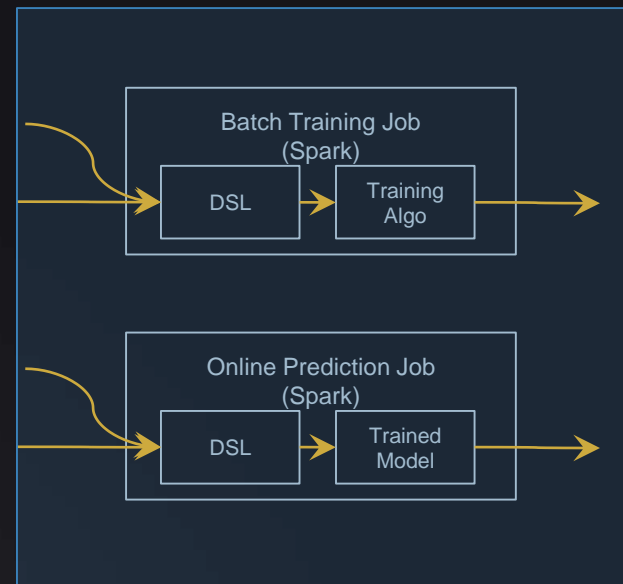 Batch Training Job
(Spark)
DSL
Training
Algo
Online Prediction Job
(Spark)
DSL
Trained
Model